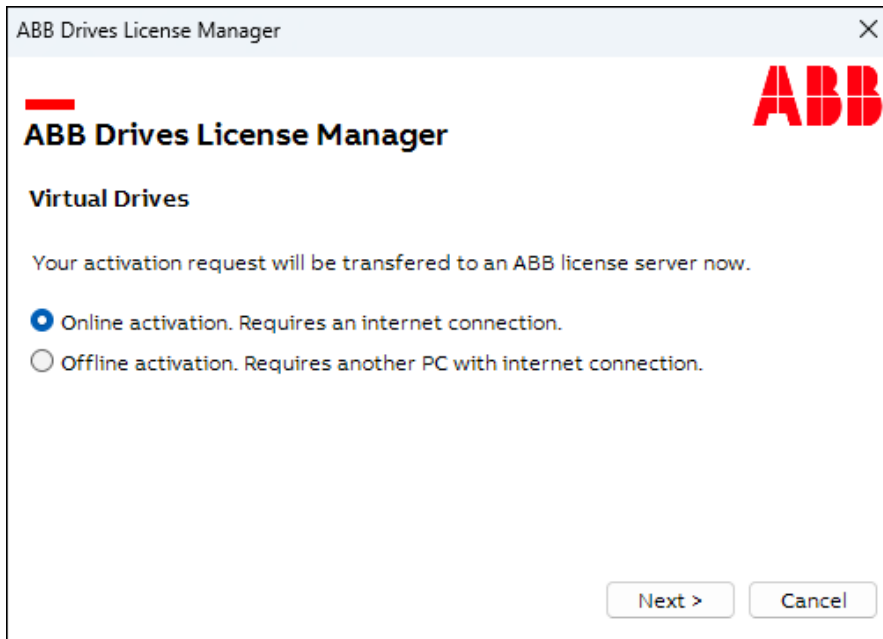 ABB Drives License Manager
ABB
ABB Drives License Manager
Virtual Drives
Your activation request will be transfered to an ABB license server now.
Online activation. Requires an internet connection.
Offline activation. Requires another PC with internet connection.
Next >
Cancel